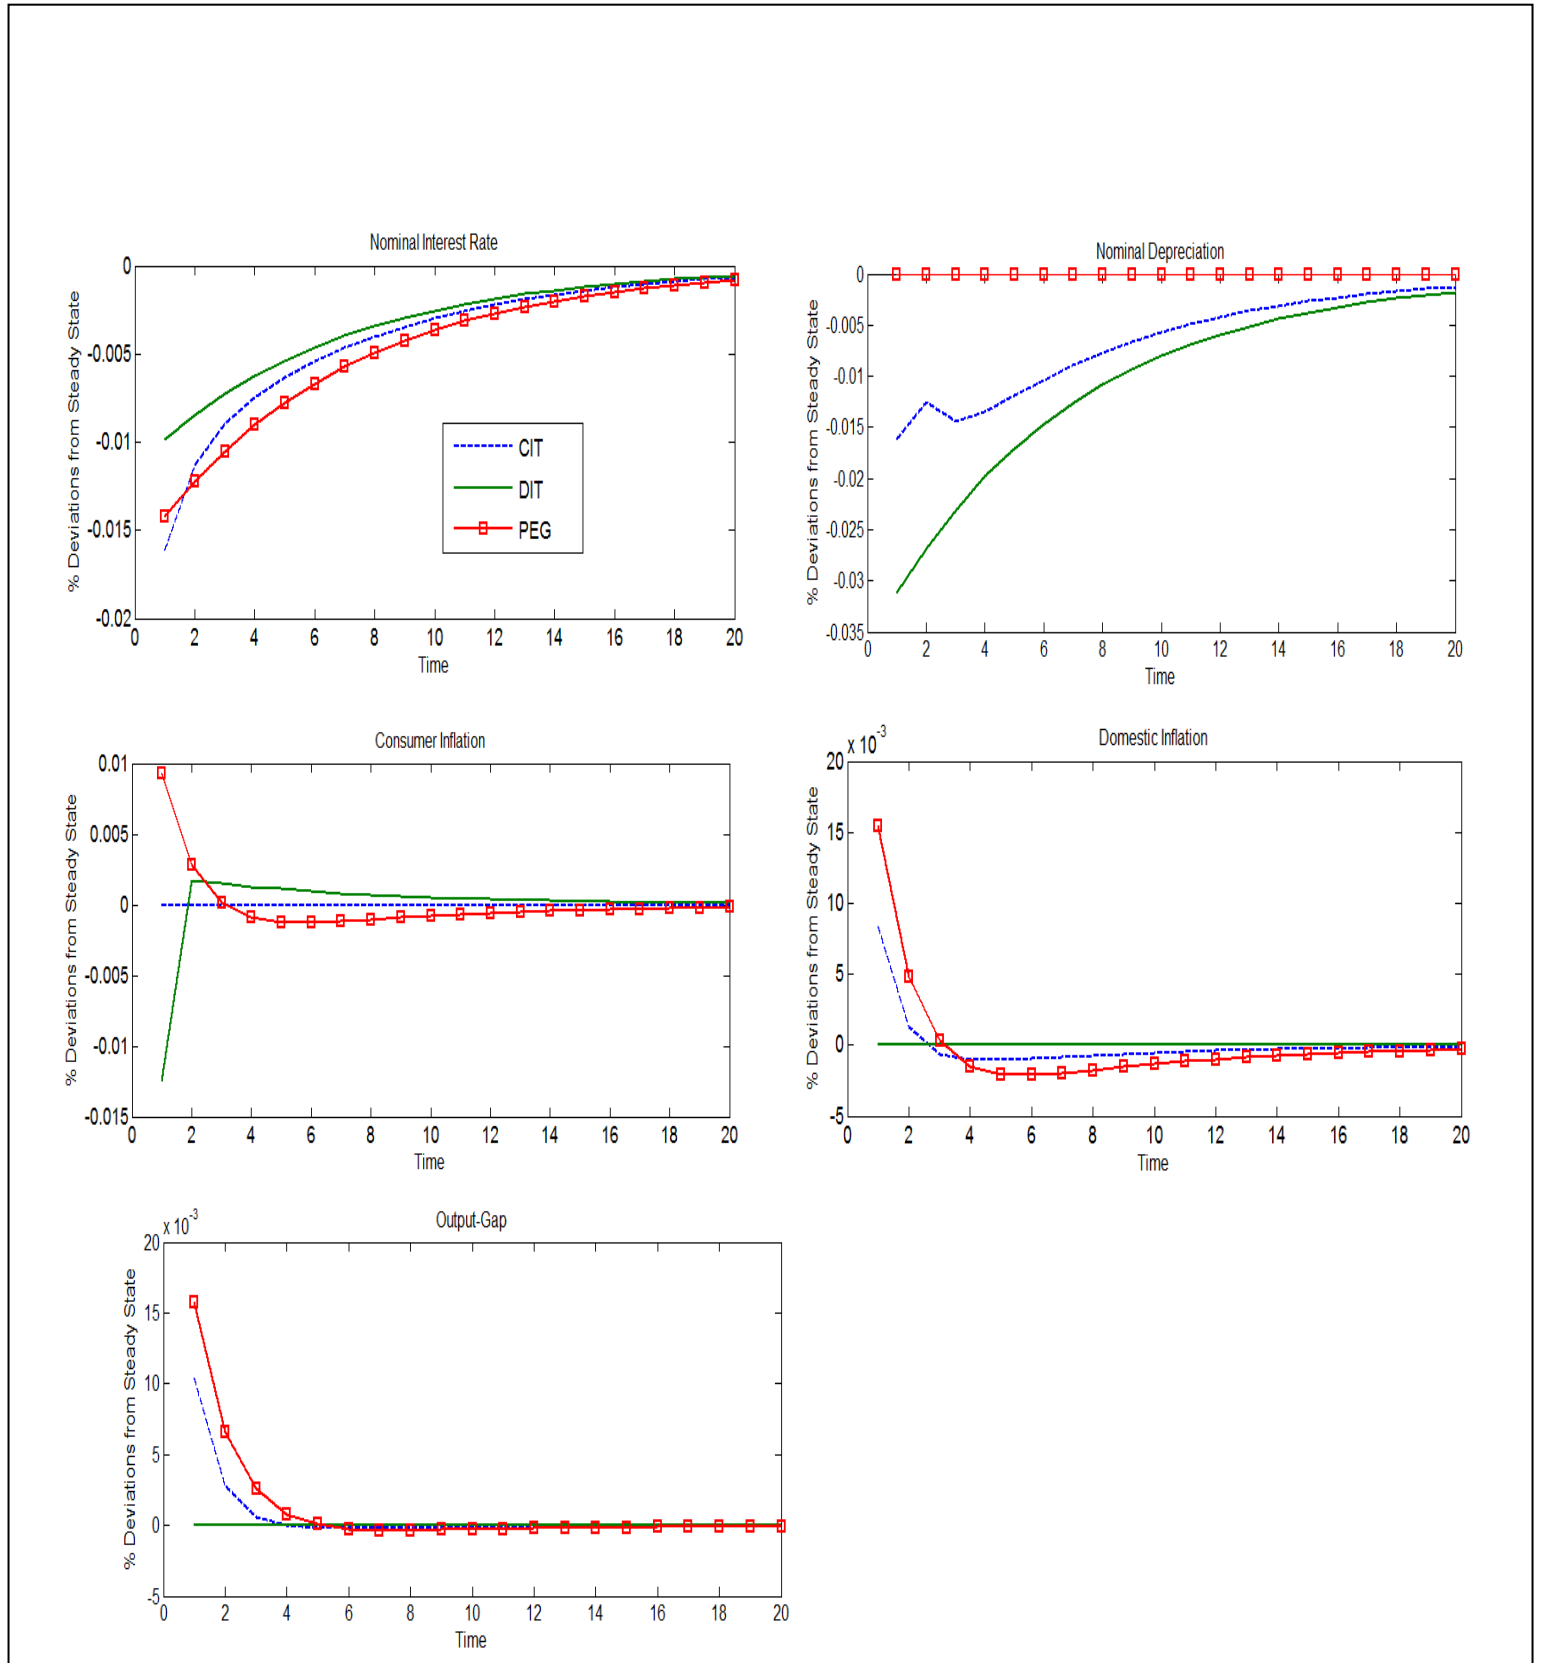 Nominal Interest Rate
% Deviations from Steady State
0
-0.005
-0.01
-0.015
-0.02
0 2 4 6 8 10 12 14 16 18 20
Time
CIT
DIT
PEG
Nominal Depreciation
% Deviations from Steady State
0
-0.005
-0.01
-0.015
-0.02
-0.025
-0.03
-0.035
0 2 4 6 8 10 12 14 16 18 20
Time
Consumer Inflation
% Deviations from Steady State
0.01
0.005
0
-0.005
-0.01
-0.015
0 2 4 6 8 10 12 14 16 18 20
Time
Domestic Inflation
x 10⁻³
% Deviations from Steady State
20
15
10
5
0
-5
0 2 4 6 8 10 12 14 16 18 20
Time
Output-Gap
x 10⁻³
% Deviations from Steady State
20
15
10
5
0
-5
0 2 4 6 8 10 12 14 16 18 20
Time